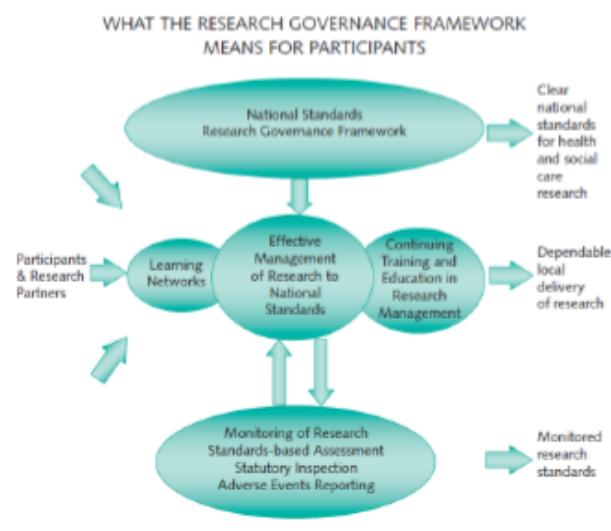 WHAT THE RESEARCH GOVERNANCE FRAMEWORK
MEANS FOR PARTICIPANTS
National Standards
Research Governance Framework
Clear
national
standards
for health
and social
care
research
Participants
& Research
Partners
Learning
Networks
Effective
Management
of Research to
National
Standards
Continuing
Training and
Education in
Research
Management
Dependable
local
delivery
of research
Monitoring of Research
Standards-based Assessment
Statutory Inspection
Adverse Events Reporting
Monitored
research
standards